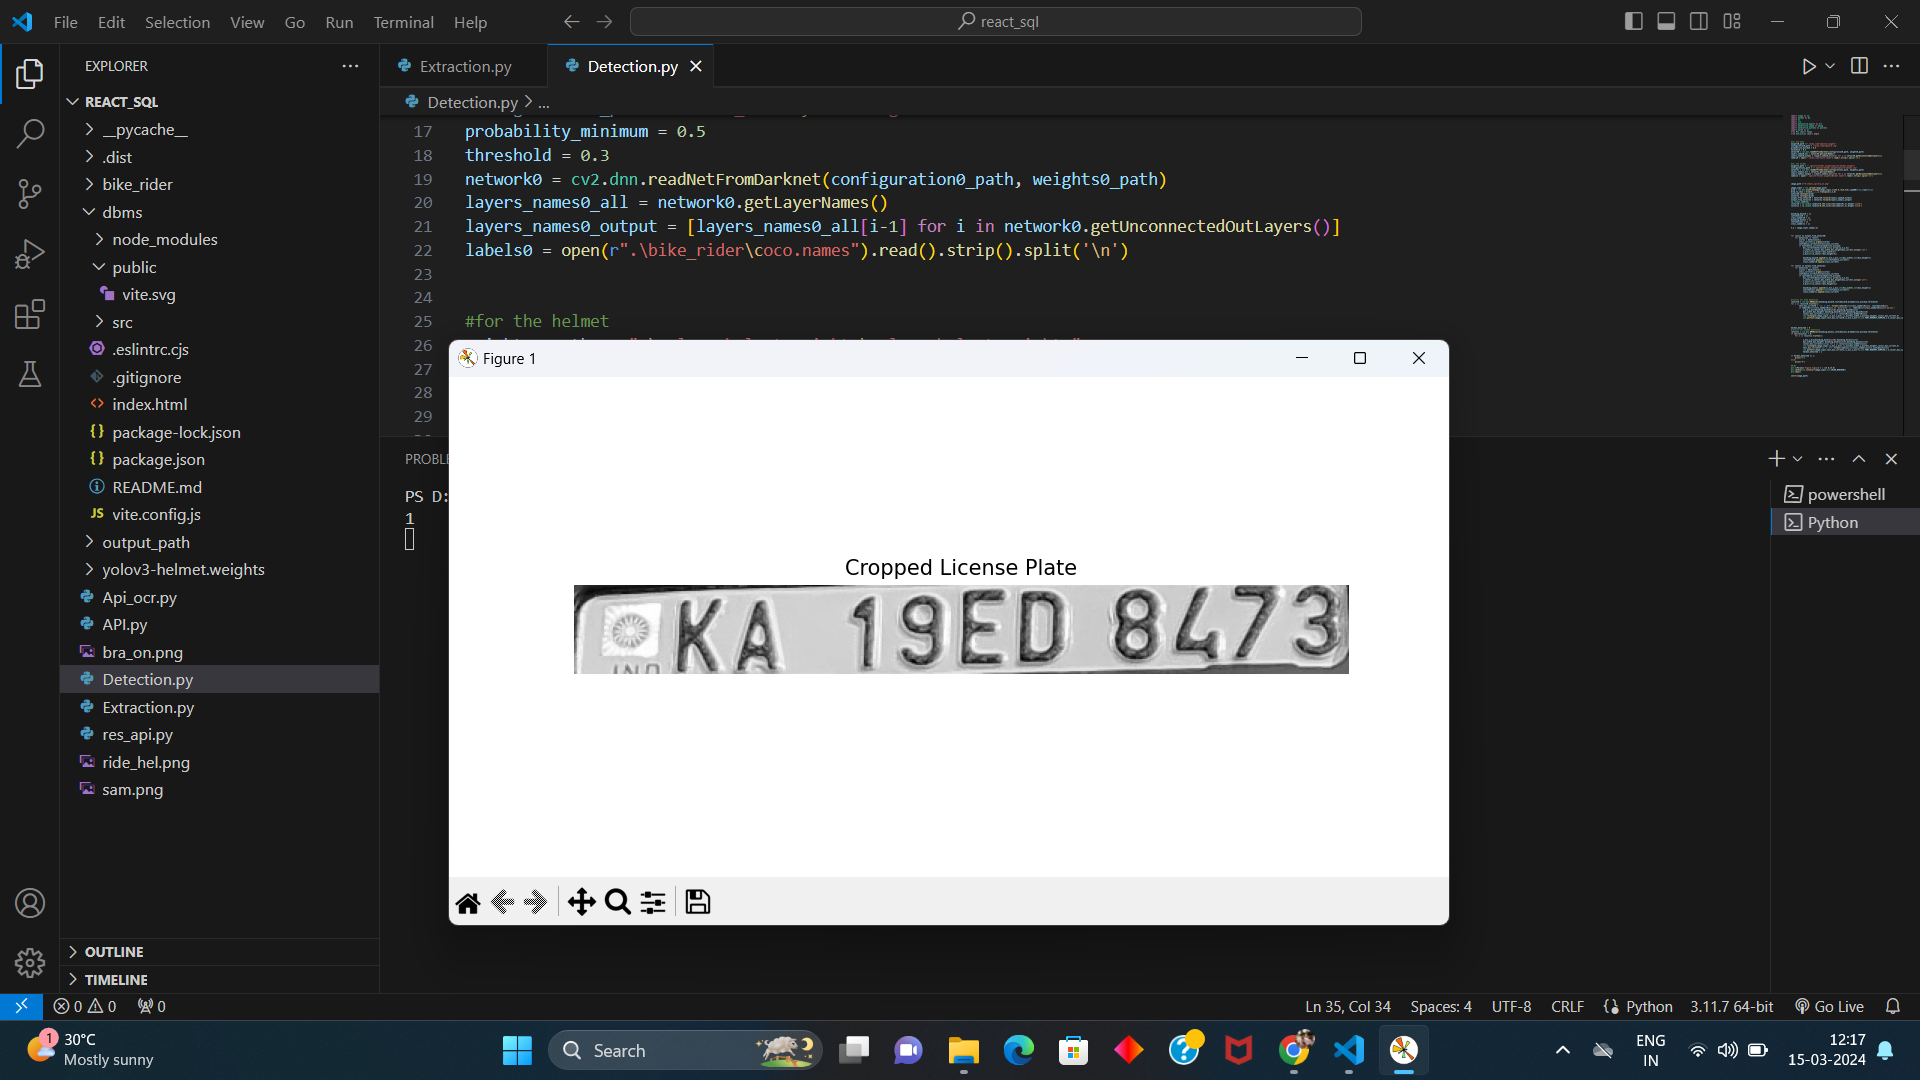 File Edit Selection View Go Run Terminal Help
react_sql
EXPLORER
REACT_SQL
__pycache__
.dist
bike_rider
dbms
node_modules
public
vite.svg
src
.eslintrc.cjs
.gitignore
index.html
package-lock.json
package.json
README.md
vite.config.js
output_path
yolov3-helmet.weights
Api_ocr.py
API.py
bra_on.png
Detection.py
Extraction.py
res_api.py
ride_hel.png
sam.png
OUTLINE
TIMELINE
Extraction.py
Detection.py
Detection.py > ...
17 probability_minimum = 0.5
18 threshold = 0.3
19 network0 = cv2.dnn.readNetFromDarknet(configuration0_path, weights0_path)
20 layers_names0_all = network0.getLayerNames()
21 layers_names0_output = [layers_names0_all[i-1] for i in network0.getUnconnectedOutLayers()]
22 labels0 = open(r".\bike_rider\coco.names").read().strip().split('\n')
23
24
25 #for the helmet
26
27
28
29
PROBLE
PS D:
1
powershell
Python
Figure 1
Cropped License Plate
KA 19ED 8473
IND
0 0 0
Ln 35, Col 34 Spaces: 4 UTF-8 CRLF Python 3.11.7 64-bit Go Live
1
30°C
Mostly sunny
Search
ENG
IN
12:17
15-03-2024